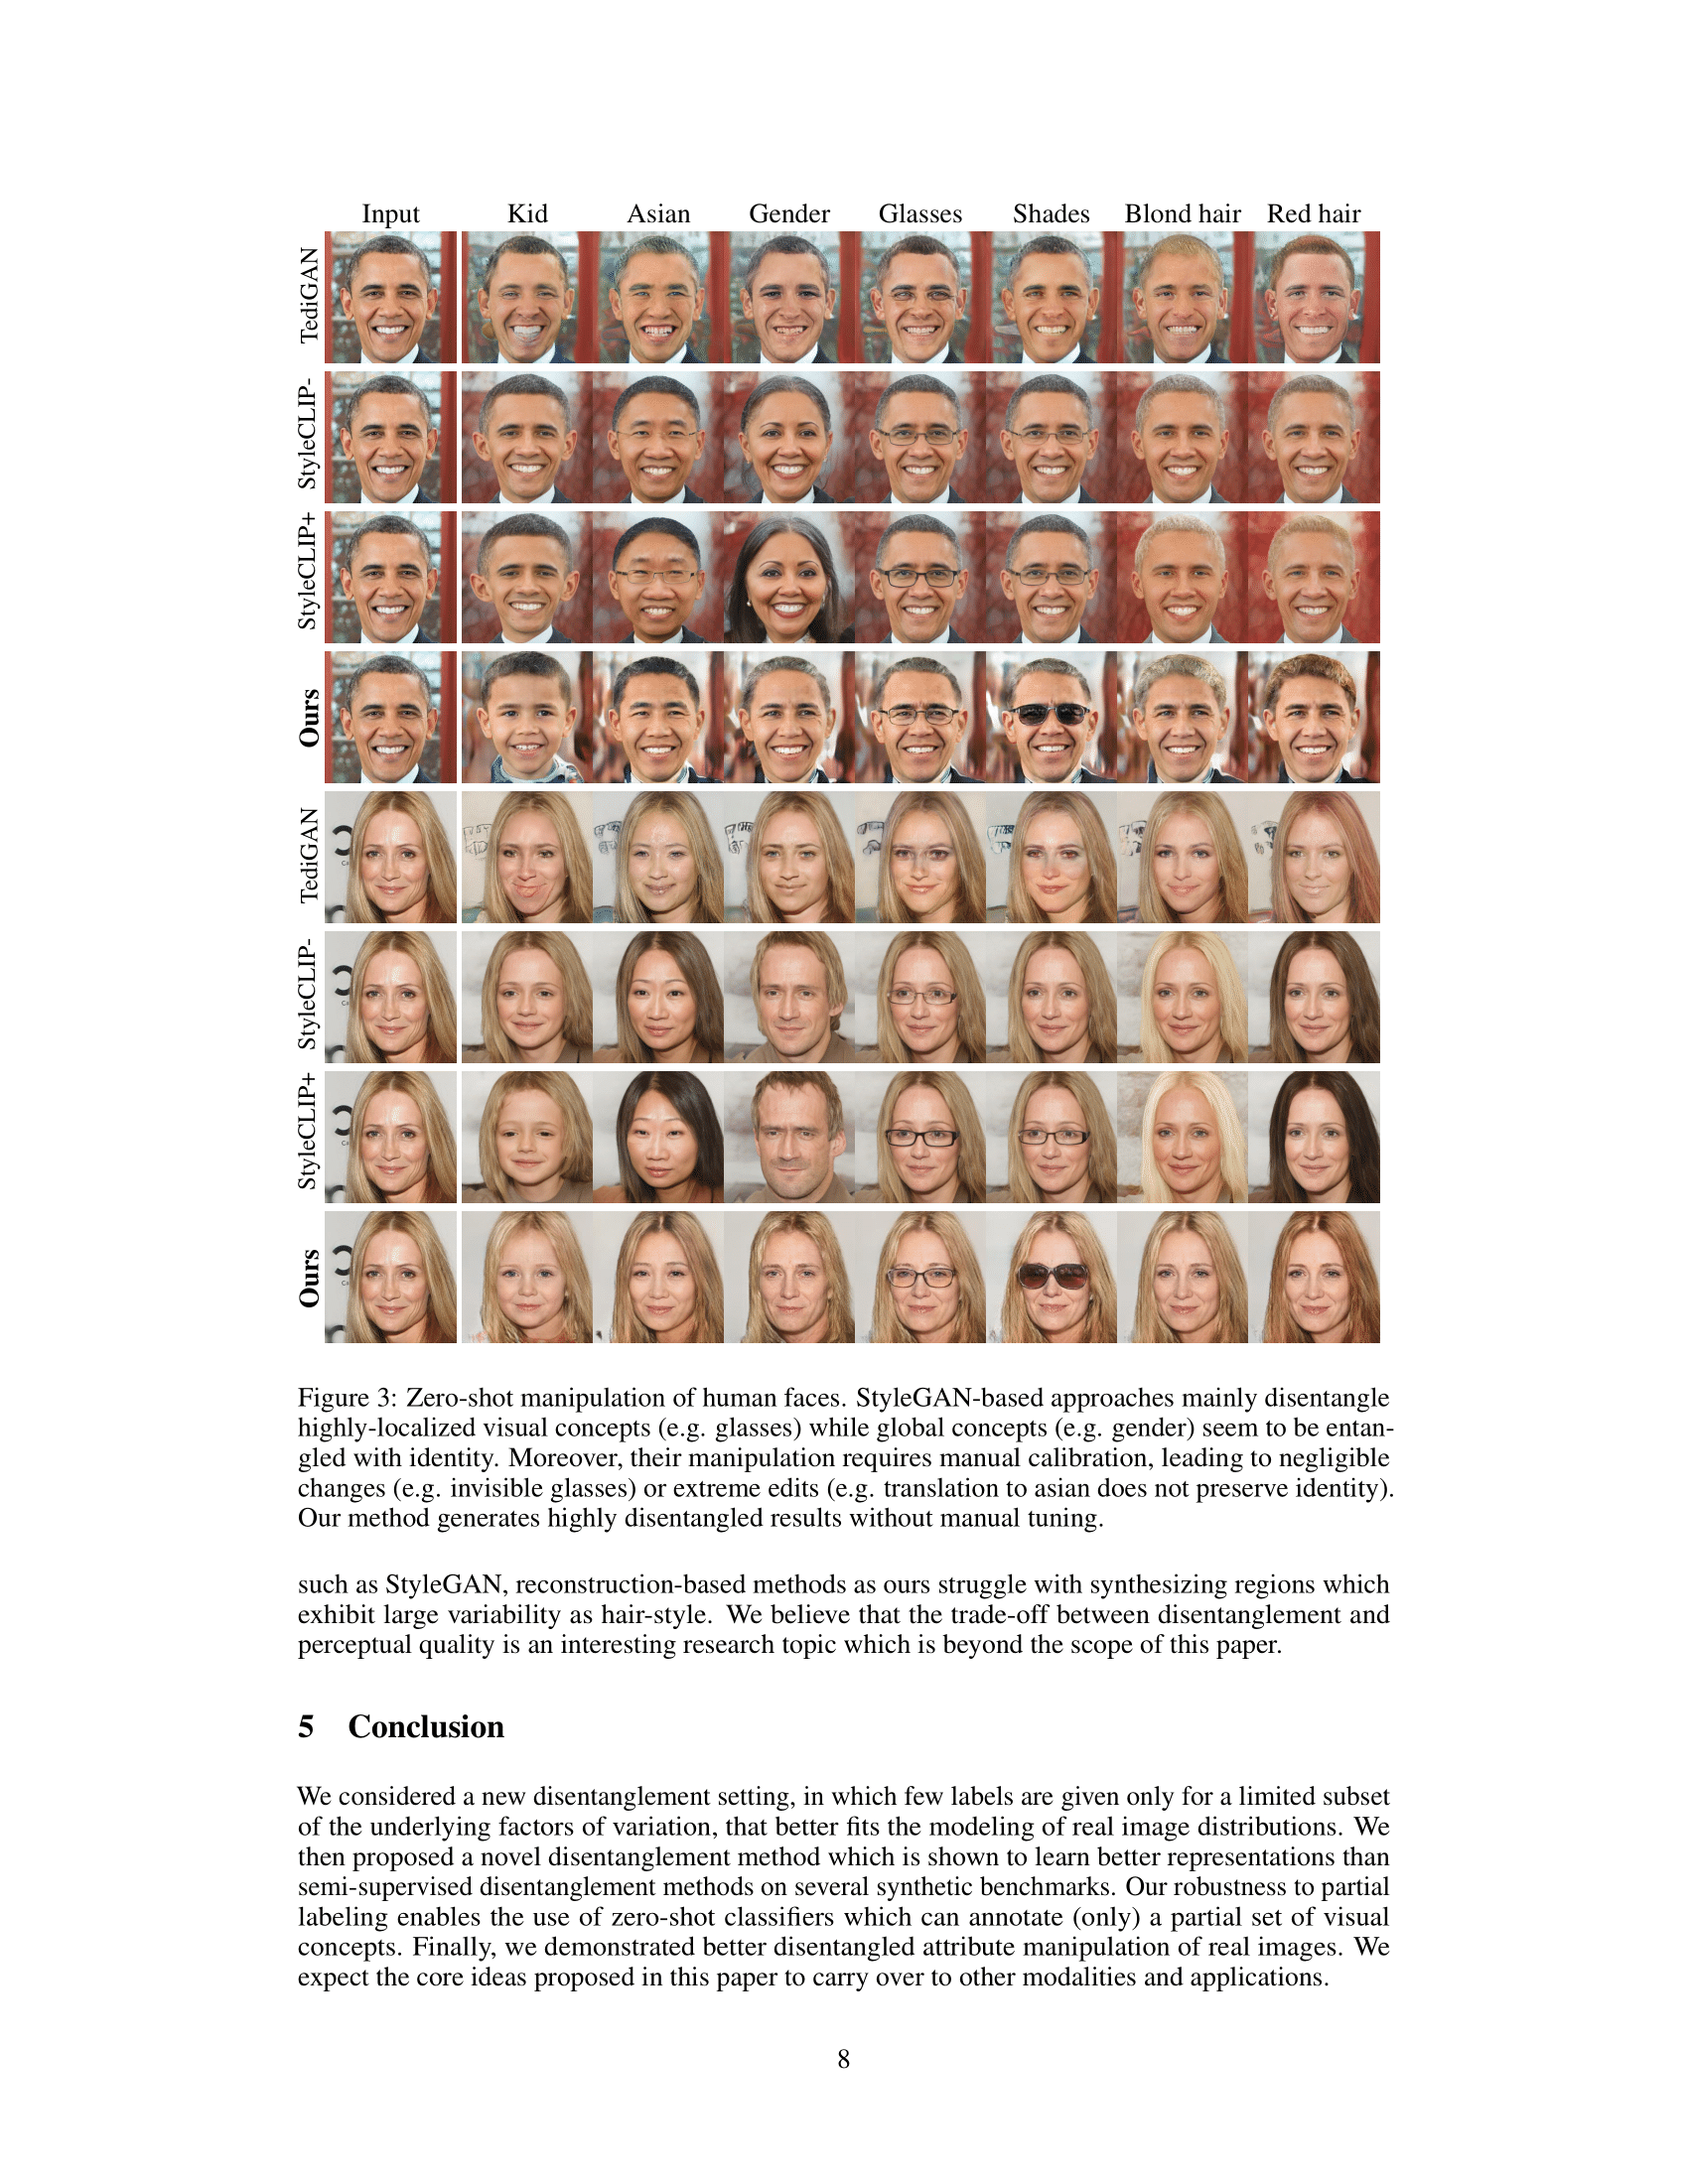 Input Kid Asian Gender Glasses Shades Blond hair Red hair
TediGAN
StyleCLIP-
StyleCLIP+
Ours
TediGAN
StyleCLIP-
StyleCLIP+
Ours
Figure 3: Zero-shot manipulation of human faces. StyleGAN-based approaches mainly disentangle
highly-localized visual concepts (e.g. glasses) while global concepts (e.g. gender) seem to be entan-
gled with identity. Moreover, their manipulation requires manual calibration, leading to negligible
changes (e.g. invisible glasses) or extreme edits (e.g. translation to asian does not preserve identity).
Our method generates highly disentangled results without manual tuning.
such as StyleGAN, reconstruction-based methods as ours struggle with synthesizing regions which
exhibit large variability as hair-style. We believe that the trade-off between disentanglement and
perceptual quality is an interesting research topic which is beyond the scope of this paper.
5 Conclusion
We considered a new disentanglement setting, in which few labels are given only for a limited subset
of the underlying factors of variation, that better fits the modeling of real image distributions. We
then proposed a novel disentanglement method which is shown to learn better representations than
semi-supervised disentanglement methods on several synthetic benchmarks. Our robustness to partial
labeling enables the use of zero-shot classifiers which can annotate (only) a partial set of visual
concepts. Finally, we demonstrated better disentangled attribute manipulation of real images. We
expect the core ideas proposed in this paper to carry over to other modalities and applications.
8